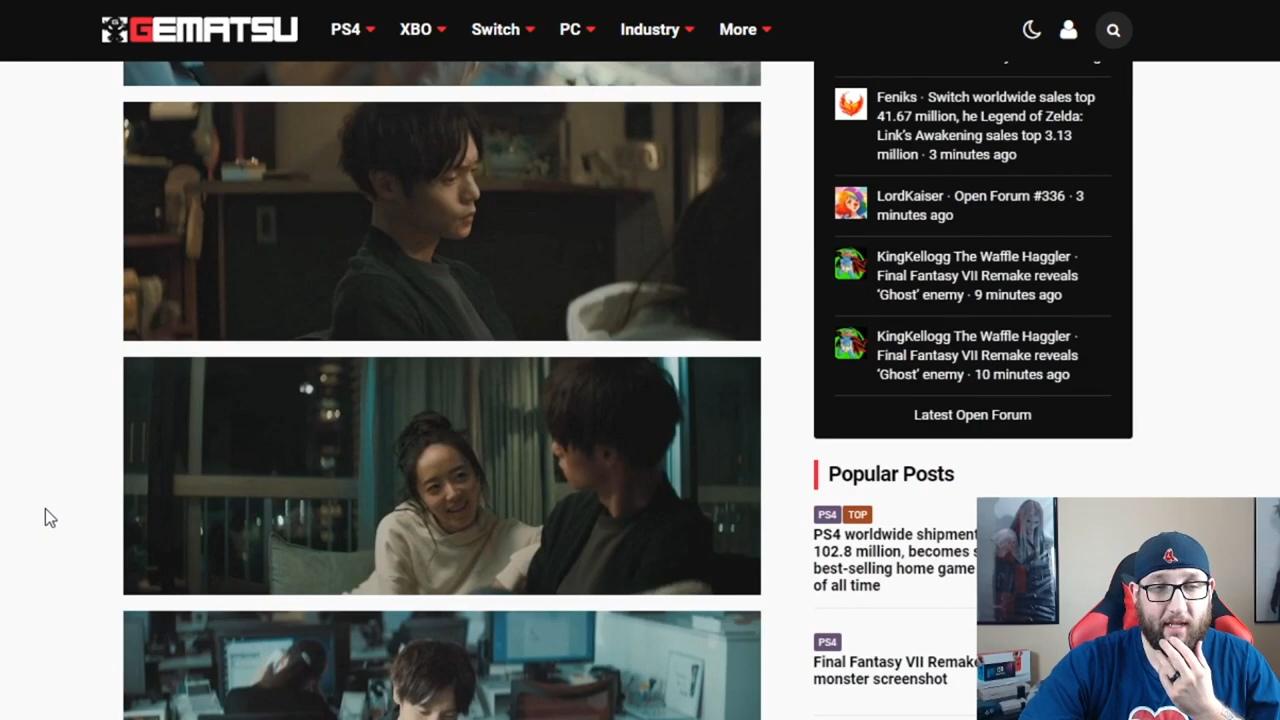 GEMATSU
PS4 XBO Switch PC Industry More
Feniks · Switch worldwide sales top
41.67 million, he Legend of Zelda:
Link's Awakening sales top 3.13
million · 3 minutes ago
LordKaiser · Open Forum #336 · 3
minutes ago
KingKellogg The Waffle Haggler ·
Final Fantasy VII Remake reveals
'Ghost' enemy · 9 minutes ago
KingKellogg The Waffle Haggler ·
Final Fantasy VII Remake reveals
'Ghost' enemy · 10 minutes ago
Latest Open Forum
Popular Posts
PS4 TOP
PS4 worldwide shipment
102.8 million, becomes
best-selling home game
of all time
PS4
Final Fantasy VII Remake
monster screenshot